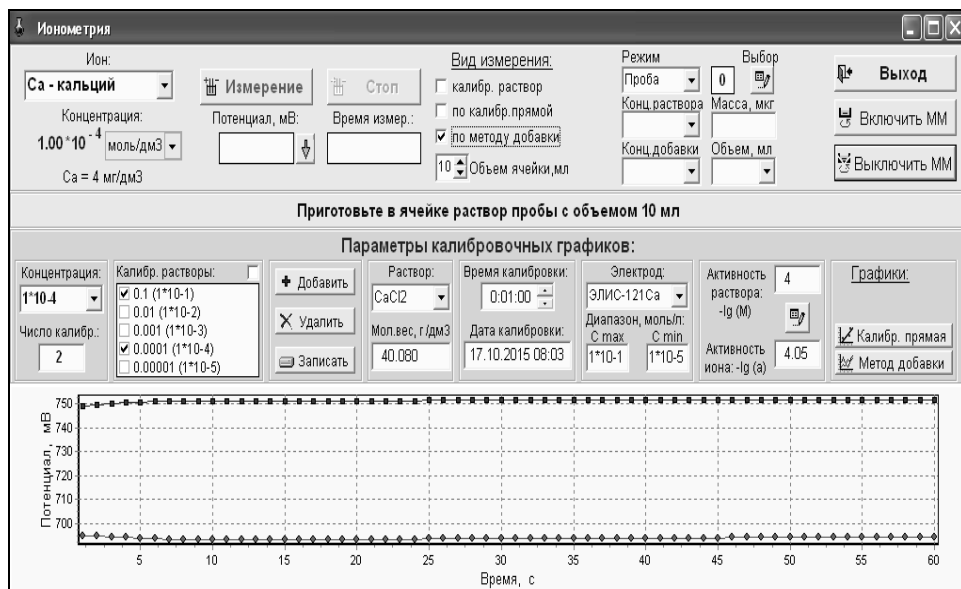 Ионометрия
Ион:
Ca - кальций
Концентрация:
1.00*10 -4 моль/дм3
Ca = 4 мг/дм3
Измерение
Стоп
Потенциал, мВ:
Время измер.:
Вид измерения:
калибр. раствор
по калибр.прямой
по методу добавки
10 Объем ячейки,мл
Режим
Проба
0
Выбор
Конц.раствора
Масса, мкг
Конц.добавки
Объем, мл
Выход
Включить ММ
Выключить ММ
Приготовьте в ячейке раствор пробы с объемом 10 мл
Параметры калибровочных графиков:
Концентрация:
1*10-4
Число калибр.:
2
Калибр. растворы:
0.1 (1*10-1)
0.01 (1*10-2)
0.001 (1*10-3)
0.0001 (1*10-4)
0.00001 (1*10-5)
Добавить
Удалить
Записать
Раствор:
CaCl2
Мол.вес, г /дм3
40.080
Время калибровки:
0:01:00
Дата калибровки:
17.10.2015 08:03
Электрод:
ЭЛИС-121Ca
Диапазон, моль/л:
C max
C min
1*10-1
1*10-5
Активность
раствора:
-lg (M)
4
Активность
иона: -lg (a)
4.05
Графики:
Калибр. прямая
Метод добавки
Потенциал, мВ
750
740
730
720
710
700
5 10 15 20 25 30 35 40 45 50 55 60
Время, с